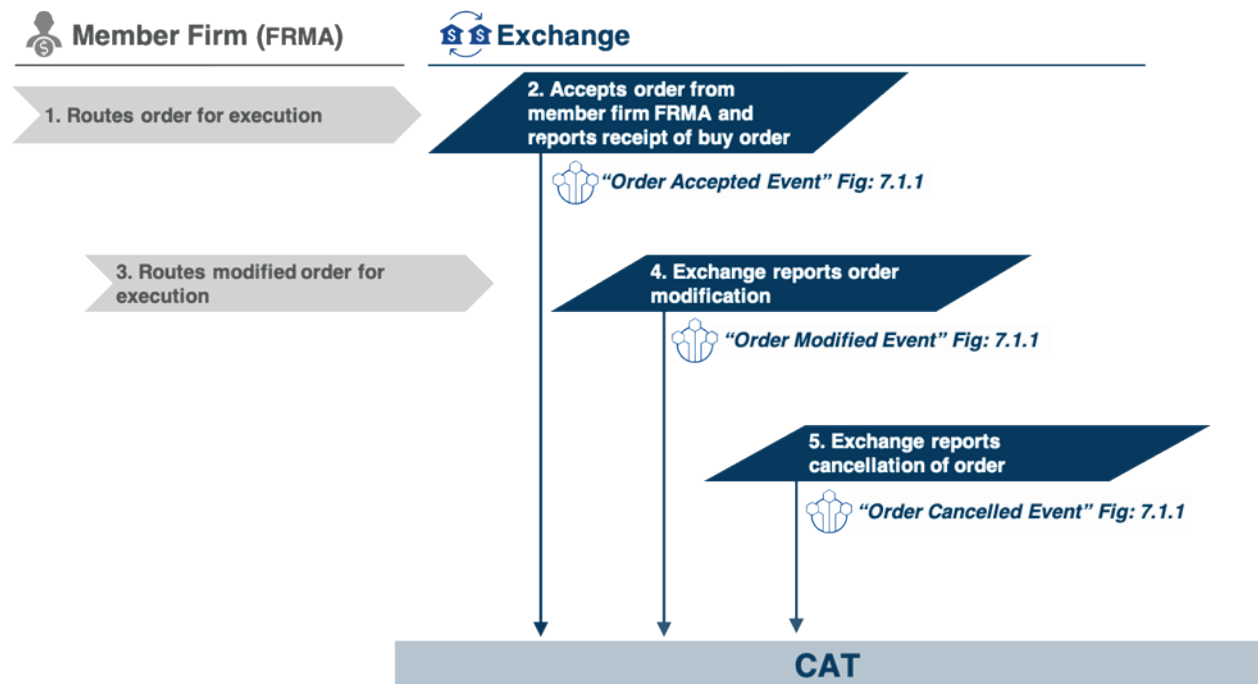 Member Firm (FRMA)
Exchange
1. Routes order for execution
2. Accepts order from
member firm FRMA and
reports receipt of buy order
“Order Accepted Event” Fig: 7.1.1
3. Routes modified order for
execution
4. Exchange reports order
modification
“Order Modified Event” Fig: 7.1.1
5. Exchange reports
cancellation of order
“Order Cancelled Event” Fig: 7.1.1
CAT